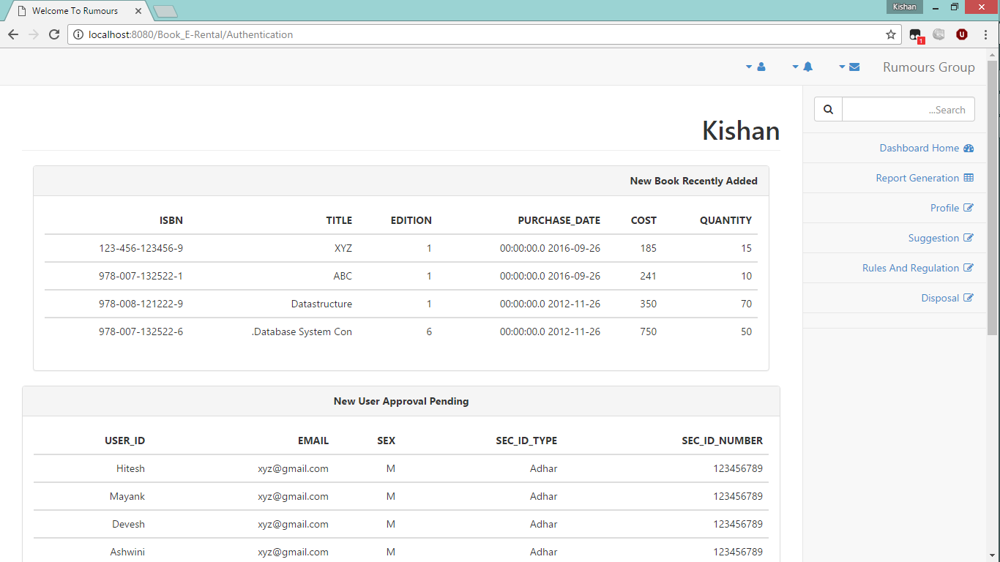 Welcome To Rumours
Kishan
localhost:8080/Book_E-Rental/Authentication
1
Rumours Group
...Search
Dashboard Home
Report Generation
Profile
Suggestion
Rules And Regulation
Disposal
Kishan
New Book Recently Added
ISBN TITLE EDITION PURCHASE_DATE COST QUANTITY
123-456-123456-9 XYZ 1 00:00:00.0 2016-09-26 185 15
978-007-132522-1 ABC 1 00:00:00.0 2016-09-26 241 10
978-008-121222-9 Datastructure 1 00:00:00.0 2012-11-26 350 70
978-007-132522-6 .Database System Con 6 00:00:00.0 2012-11-26 750 50
New User Approval Pending
USER_ID EMAIL SEX SEC_ID_TYPE SEC_ID_NUMBER
Hitesh xyz@gmail.com M Adhar 123456789
Mayank xyz@gmail.com M Adhar 123456789
Devesh xyz@gmail.com M Adhar 123456789
Ashwini xyz@gmail.com M Adhar 123456789